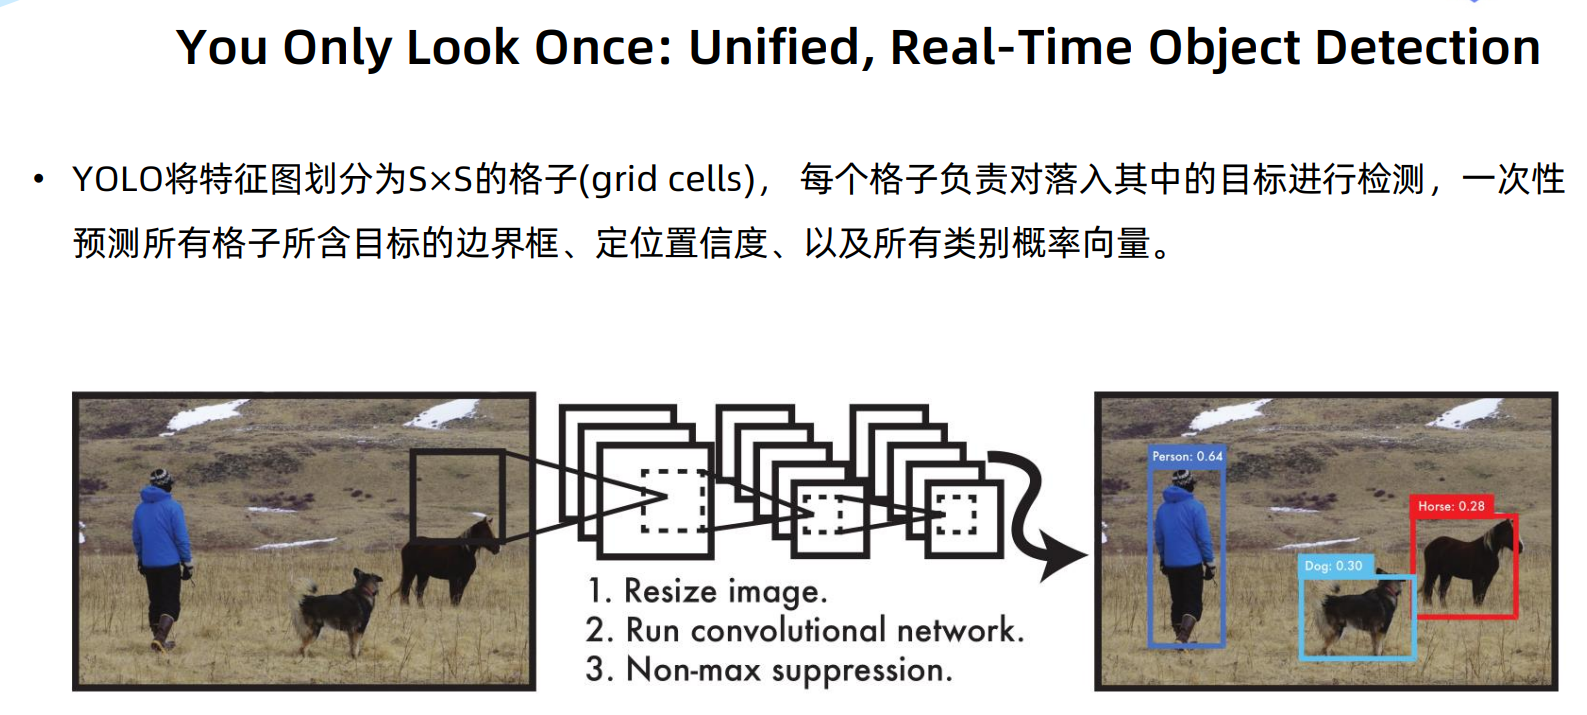 You Only Look Once: Unified, Real-Time Object Detection
• YOLO将特征图划分为S×S的格子(grid cells)， 每个格子负责对落入其中的目标进行检测，一次性
预测所有格子所含目标的边界框、定位置信度、以及所有类别概率向量。
1. Resize image.
2. Run convolutional network.
3. Non-max suppression.
Person: 0.64
Horse: 0.28
Dog: 0.30